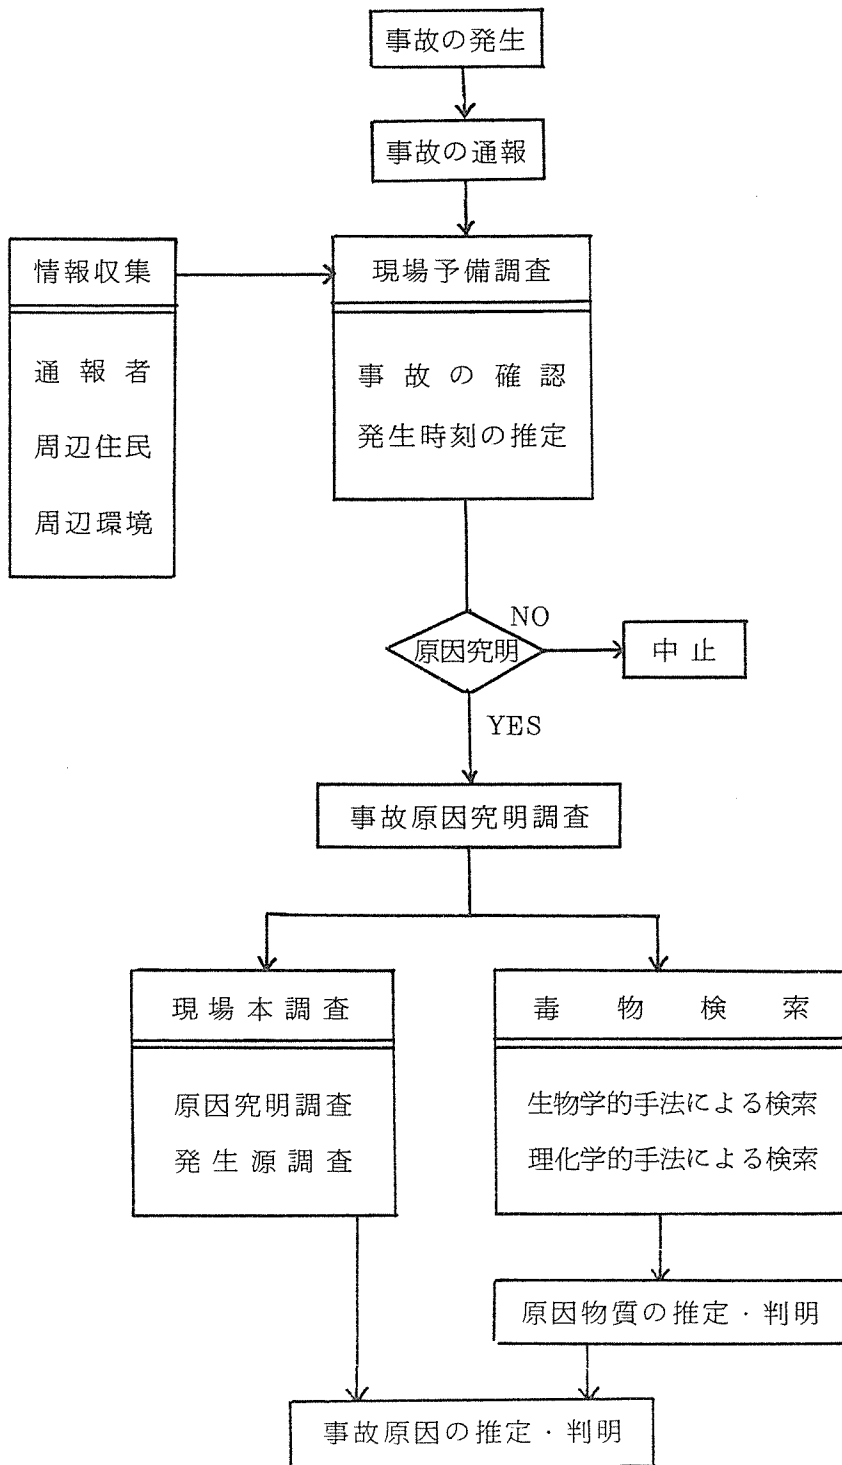 事故の発生
事故の通報
情報収集
通報者
周辺住民
周辺環境
現場予備調査
事故の確認
発生時刻の推定
原因究明
NO
中止
YES
事故原因究明調査
現場本調査
原因究明調査
発生源調査
毒物検索
生物学的手法による検索
理化学的手法による検索
原因物質の推定・判明
事故原因の推定・判明